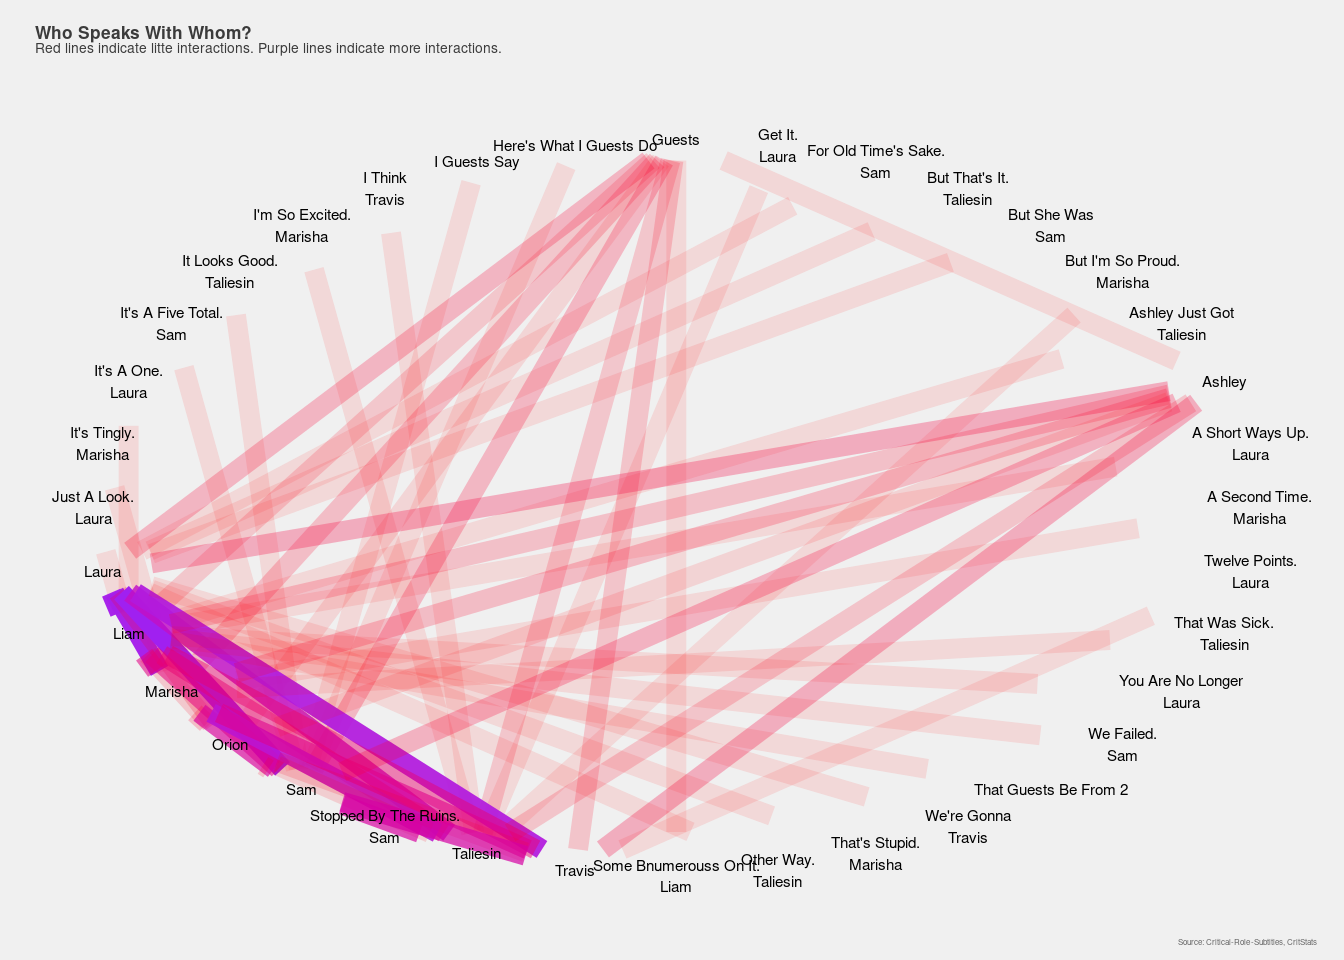 Who Speaks With Whom?
Red lines indicate litte interactions. Purple lines indicate more interactions.
Guests
Get It.
Laura
For Old Time's Sake.
Sam
But That's It.
Taliesin
But She Was
Sam
But I'm So Proud.
Marisha
Ashley Just Got
Taliesin
Ashley
A Short Ways Up.
Laura
A Second Time.
Marisha
Twelve Points.
Laura
That Was Sick.
Taliesin
You Are No Longer
Laura
We Failed.
Sam
That Guests Be From 2
We're Gonna
Travis
That's Stupid.
Marisha
Other Way.
Taliesin
Some Bnumerouss On It.
Liam
Travis
Taliesin
Stopped By The Ruins.
Sam
Sam
Orion
Marisha
Liam
Laura
Just A Look.
Laura
It's Tingly.
Marisha
It's A One.
Laura
It's A Five Total.
Sam
It Looks Good.
Taliesin
I'm So Excited.
Marisha
I Think
Travis
I Guests Say
Here's What I Guests Do
Source: Critical-Role-Subtitles, CritStats